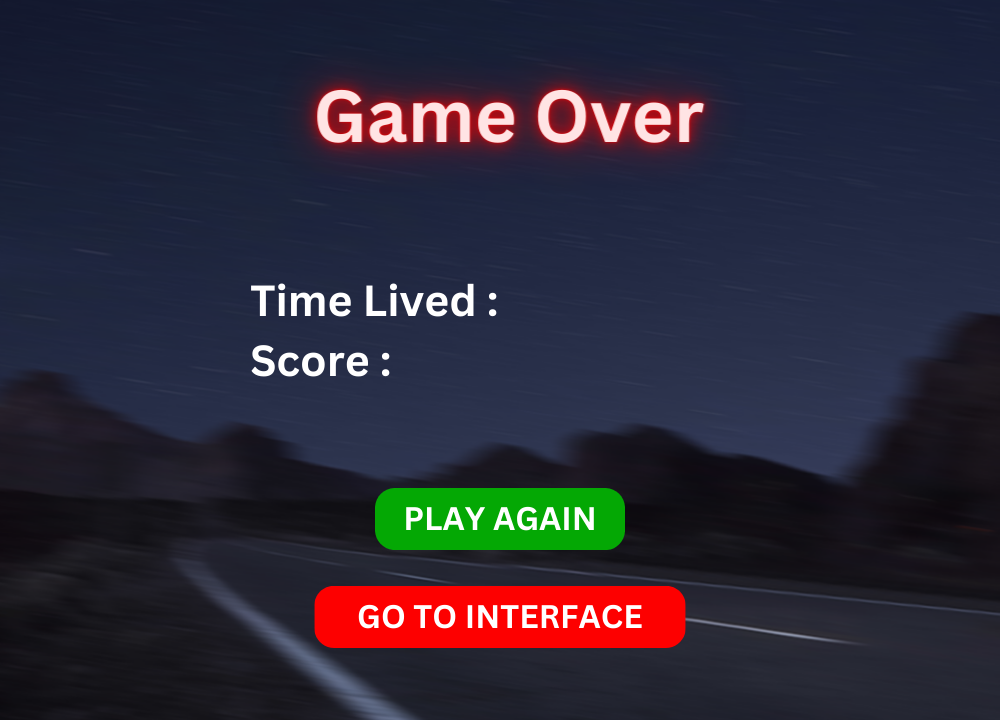 Game Over
Time Lived :
Score :
PLAY AGAIN
GO TO INTERFACE